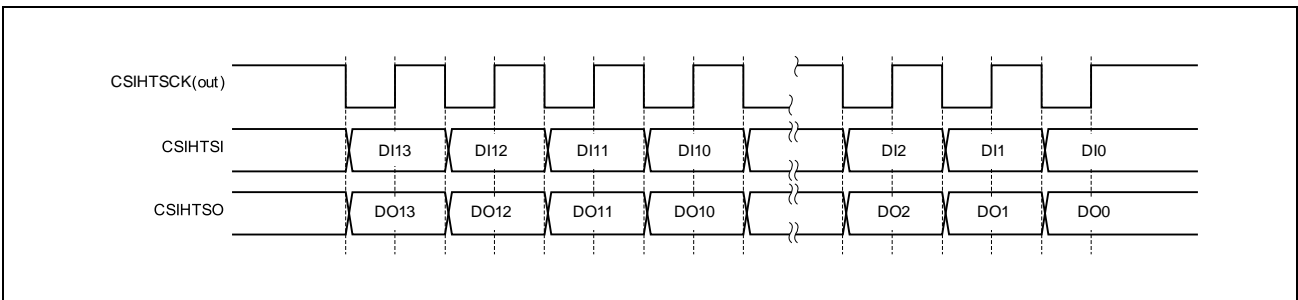 CSIHTSCK(out)
CSIHTSI DI13 DI12 DI11 DI10 DI2 DI1 DI0
CSIHTSO DO13 DO12 DO11 DO10 DO2 DO1 DO0